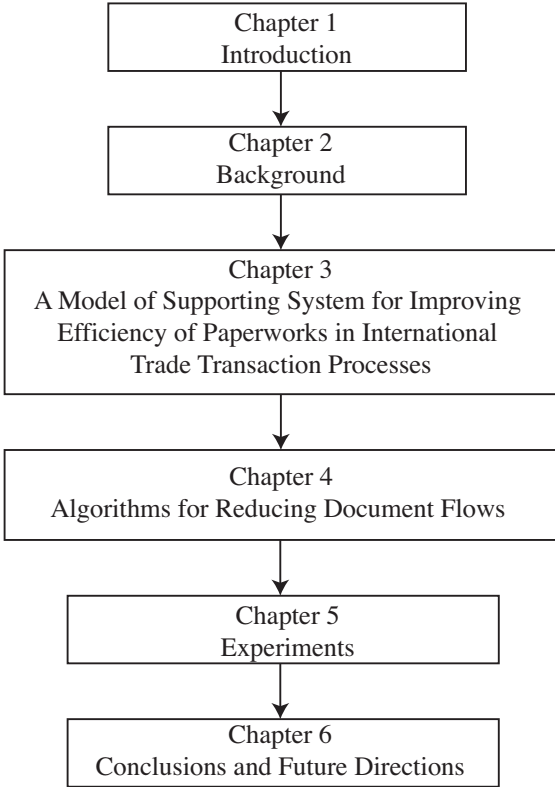 Chapter 1
Introduction
Chapter 2
Background
Chapter 3
A Model of Supporting System for Improving
Efficiency of Paperworks in International
Trade Transaction Processes
Chapter 4
Algorithms for Reducing Document Flows
Chapter 5
Experiments
Chapter 6
Conclusions and Future Directions